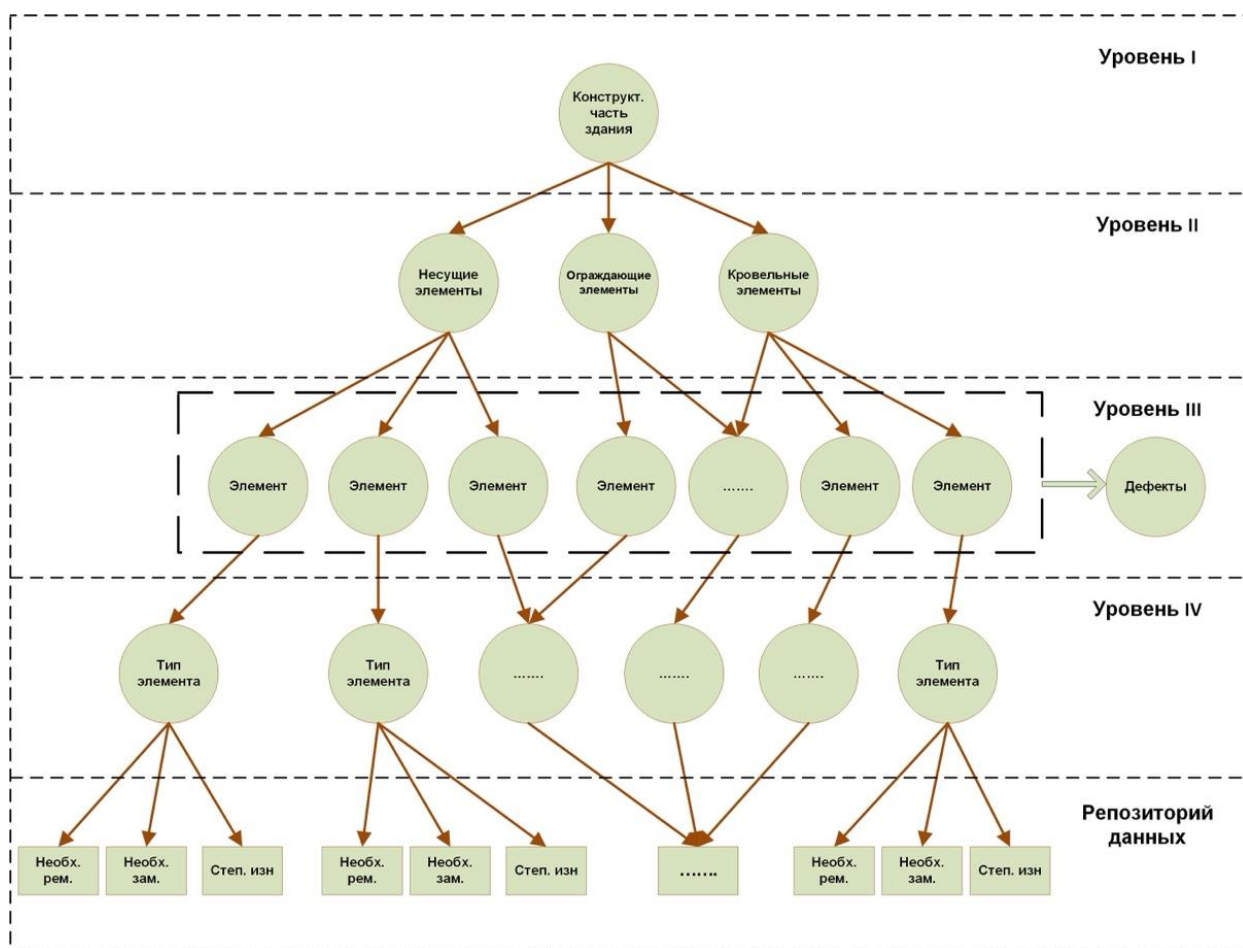 Уровень I
Конструкт.
часть
здания
Уровень II
Несущие
элементы
Ограждающие
элементы
Кровельные
элементы
Уровень III
Элемент
Элемент
Элемент
Элемент
.......
Элемент
Элемент
Дефекты
Уровень IV
Тип
элемента
Тип
элемента
.......
.......
.......
Тип
элемента
Репозиторий
данных
Необх.
рем.
Необх.
зам.
Степ. изн
Необх.
рем.
Необх.
зам.
Степ. изн
.......
Необх.
рем.
Необх.
зам.
Степ. изн